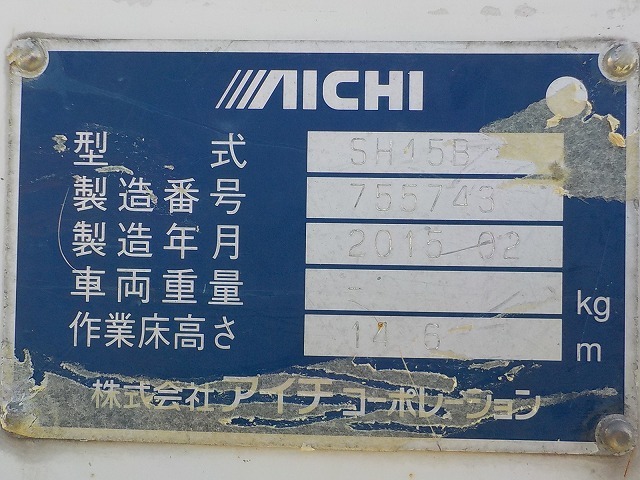 AICHI
型式 SH15B
製造番号 755743
製造年月 2015 02
車両重量 - kg
作業床高さ 14.6 m
株式会社アイチコーポレーション